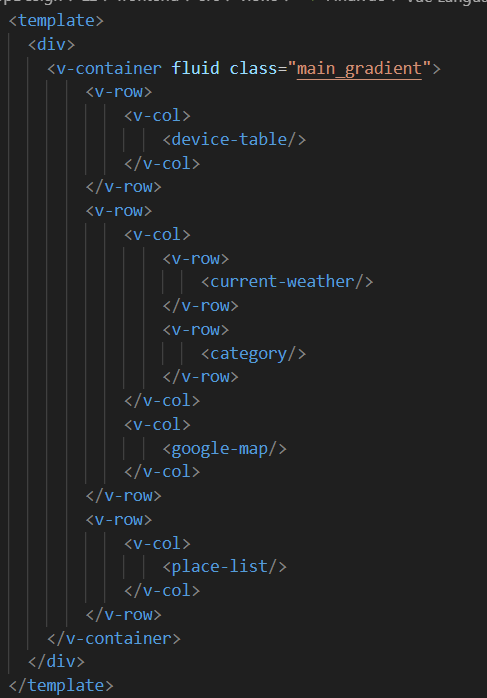 <template>
<div>
<v-container fluid class="main_gradient">
<v-row>
<v-col>
<device-table/>
</v-col>
</v-row>
<v-row>
<v-col>
<v-row>
<current-weather/>
</v-row>
<v-row>
<category/>
</v-row>
</v-col>
<v-col>
<google-map/>
</v-col>
</v-row>
<v-row>
<v-col>
<place-list/>
</v-col>
</v-row>
</v-container>
</div>
</template>